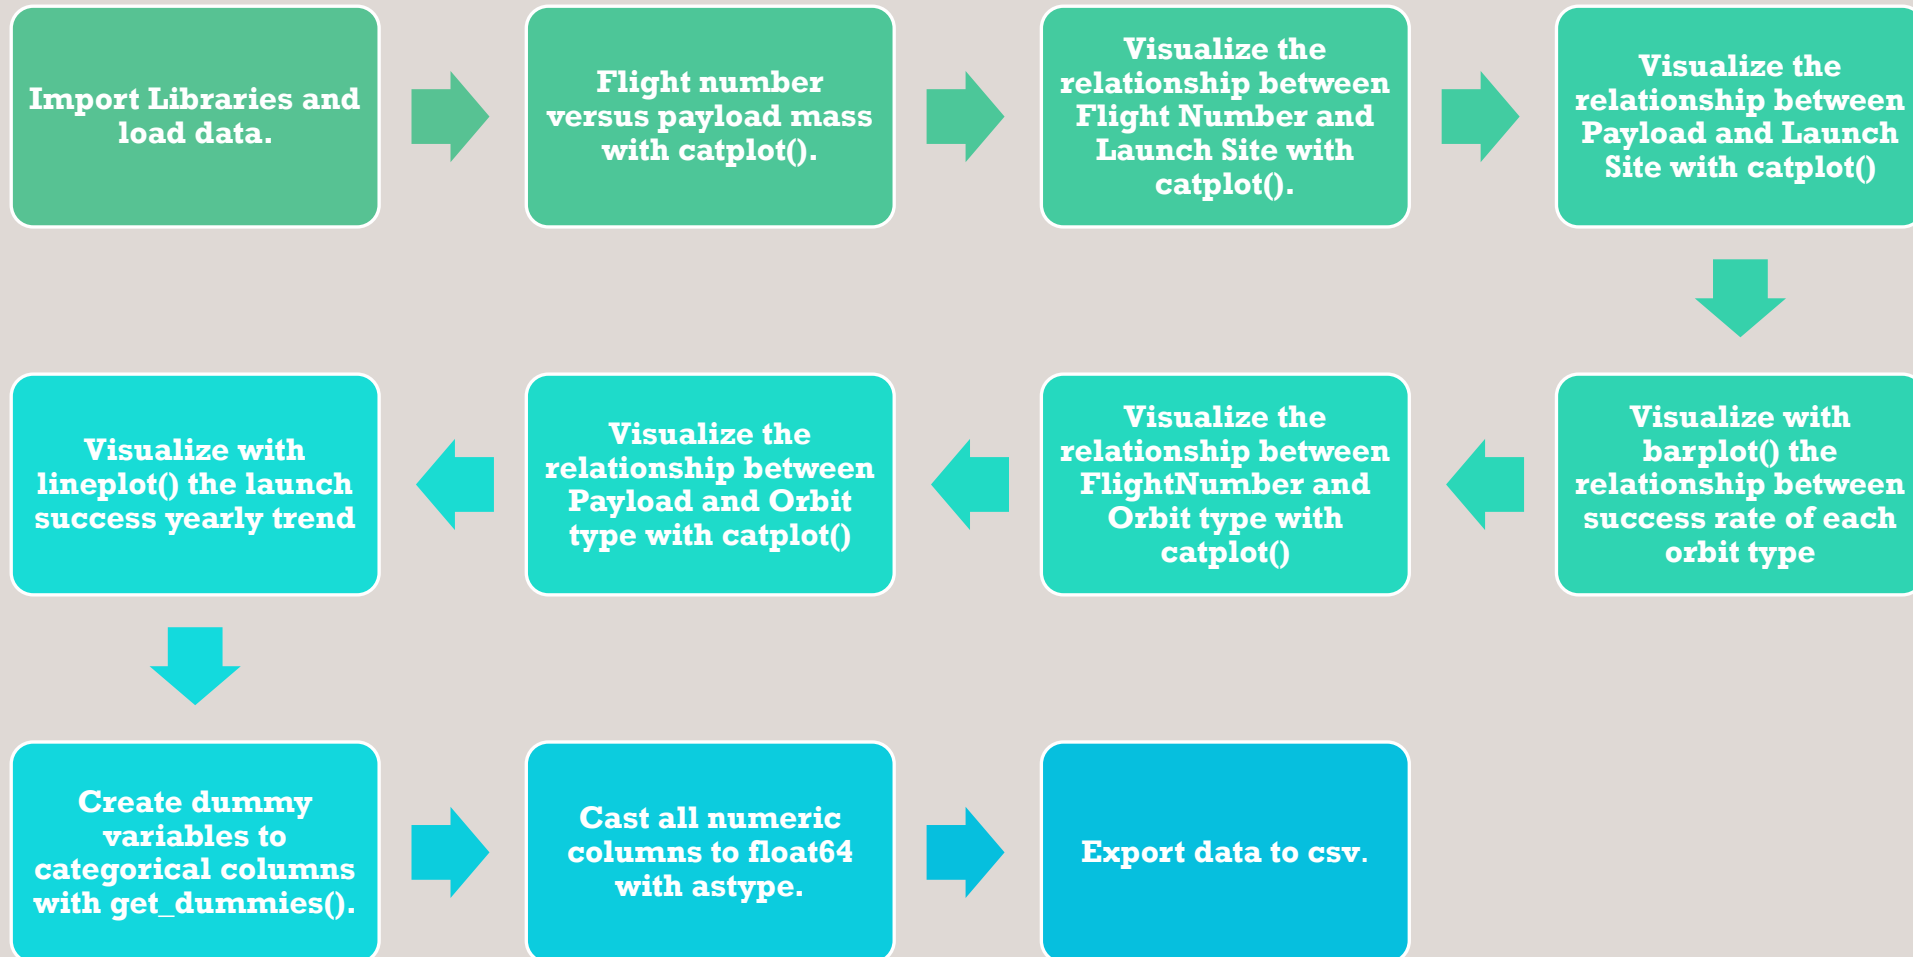 Import Libraries and
load data.
Flight number
versus payload mass
with catplot().
Visualize the
relationship between
Flight Number and
Launch Site with
catplot().
Visualize the
relationship between
Payload and Launch
Site with catplot()
Visualize with
barplot() the
relationship between
success rate of each
orbit type
Visualize the
relationship between
FlightNumber and
Orbit type with
catplot()
Visualize the
relationship between
Payload and Orbit
type with catplot()
Visualize with
lineplot() the launch
success yearly trend
Create dummy
variables to
categorical columns
with get_dummies().
Cast all numeric
columns to float64
with astype.
Export data to csv.